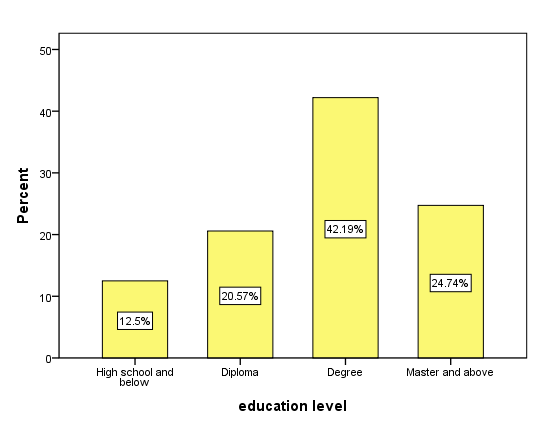 50
40
30
20
10
0
Percent
12.5%
20.57%
42.19%
24.74%
High school and
below
Diploma
Degree
Master and above
education level